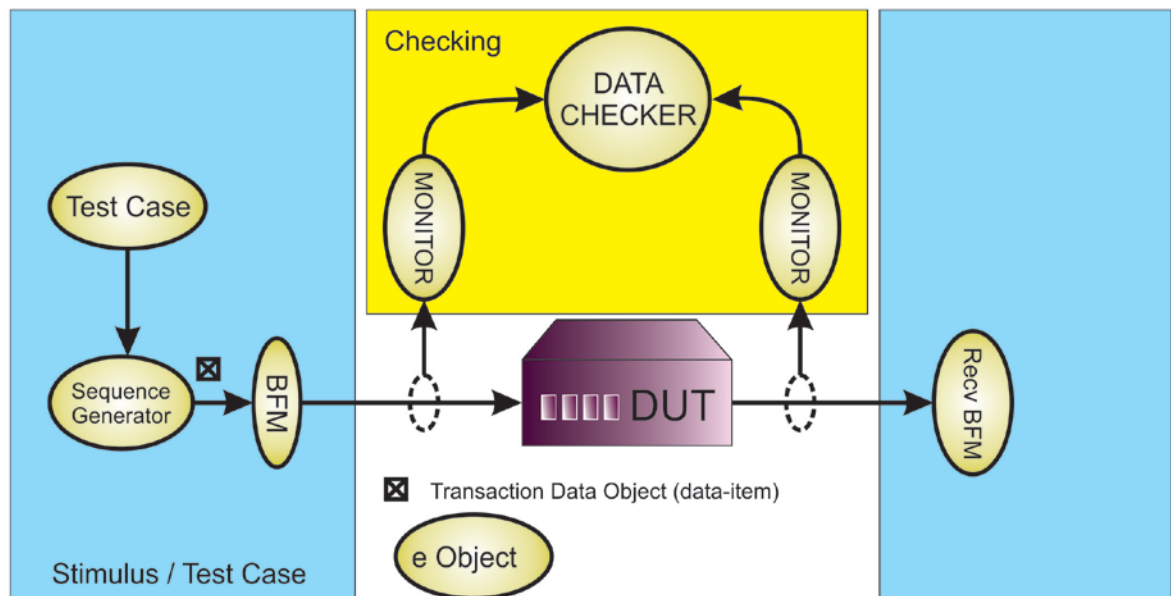 Checking
DATA
CHECKER
MONITOR
MONITOR
Test Case
Sequence
Generator
BFM
DUT
Recv BFM
Transaction Data Object (data-item)
e Object
Stimulus / Test Case